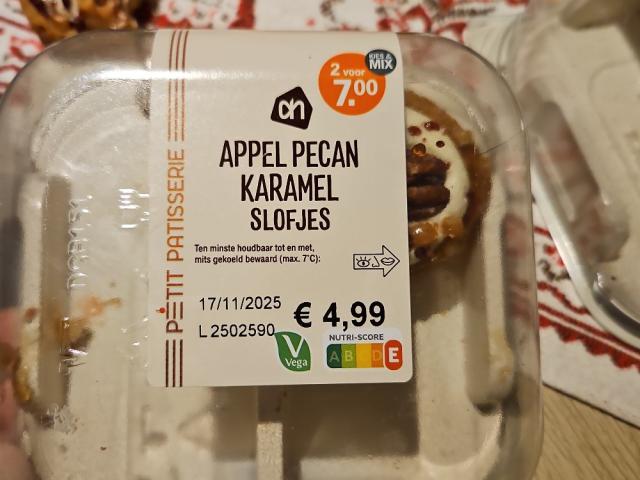 2 voor
7.00
KIES &
MIX
ah
APPEL PECAN
KARAMEL
SLOFJES
PETIT PATISSERIE
Ten minste houdbaar tot en met,
mits gekoeld bewaard (max. 7°C):
17/11/2025
L2502590
€ 4,99
V
Vega
NUTRI-SCORE
A B C D E